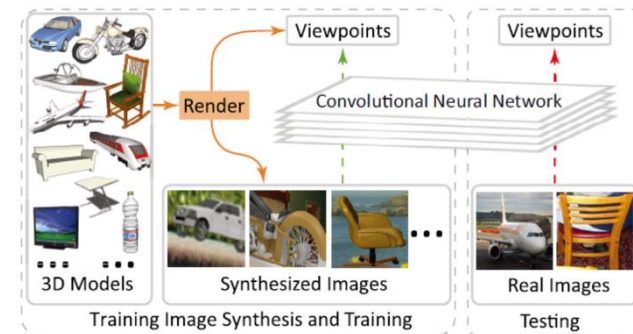 Viewpoints
Viewpoints
Render
Convolutional Neural Network
3D Models
Synthesized Images
Real Images
Training Image Synthesis and Training
Testing